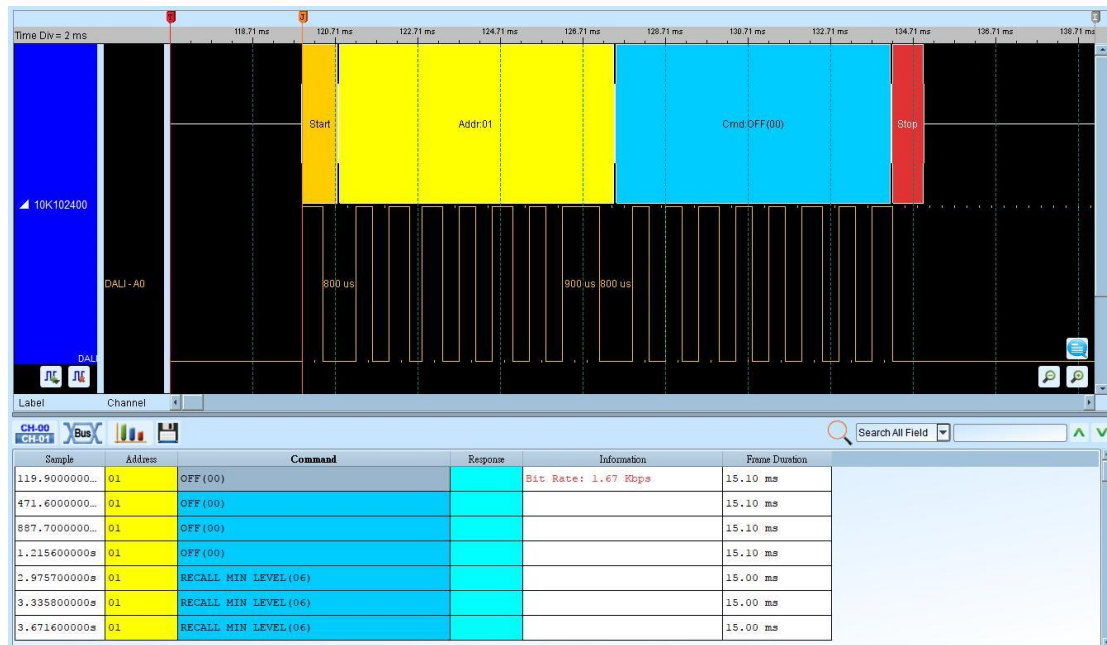 Time Div = 2 ms
118.71 ms 120.71 ms 122.71 ms 124.71 ms 126.71 ms 128.71 ms 130.71 ms 132.71 ms 134.71 ms 136.71 ms 138.71 ms
Start Addr:01 Cmd:OFF(00) Stop
10K102400
DALI - A0 800 us 900 us 800 us
DALI
Label Channel
CH-00
CH-01 Bus Search All Field
Sample Address Command Response Information Frame Duration
119.9000000... 01 OFF(00) Bit Rate: 1.67 Kbps 15.10 ms
471.6000000... 01 OFF(00) 15.10 ms
887.7000000... 01 OFF(00) 15.10 ms
1.215600000s 01 OFF(00) 15.10 ms
2.975700000s 01 RECALL MIN LEVEL(06) 15.00 ms
3.335800000s 01 RECALL MIN LEVEL(06) 15.00 ms
3.671600000s 01 RECALL MIN LEVEL(06) 15.00 ms